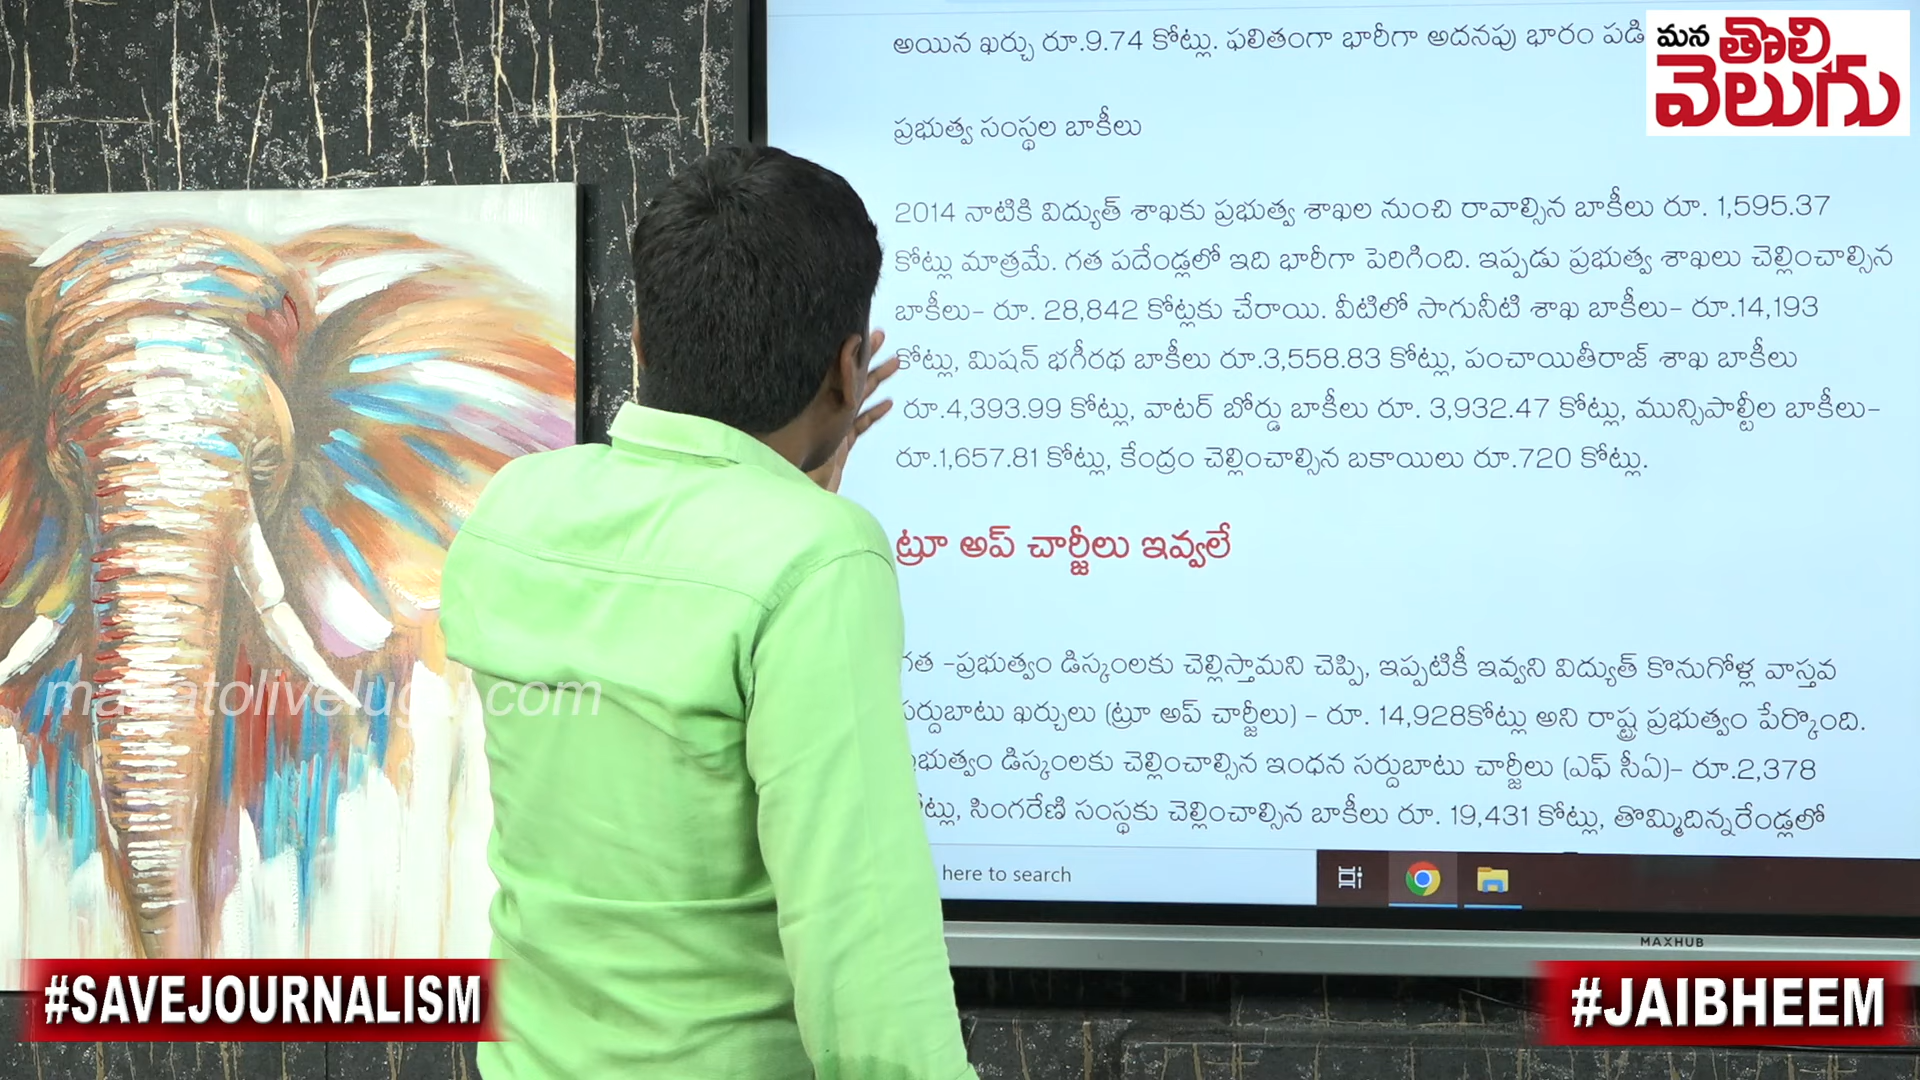 అయిన ఖర్చు రూ.9.74 కోట్లు. ఫలితంగా భారీగా అదనపు భారం పడి
మన తొలి
వెలుగు
ప్రభుత్వ సంస్థల బాకీలు
2014 నాటికి విద్యుత్ శాఖకు ప్రభుత్వ శాఖల నుంచి రావాల్సిన బాకీలు రూ. 1,595.37
కోట్లు మాత్రమే. గత పదేండ్లలో ఇది భారీగా పెరిగింది. ఇప్పడు ప్రభుత్వ శాఖలు చెల్లించాల్సిన
బాకీలు- రూ. 28,842 కోట్లకు చేరాయి. వీటిలో సాగునీటి శాఖ బాకీలు- రూ.14,193
కోట్లు, మిషన్ భగీరథ బాకీలు రూ.3,558.83 కోట్లు, పంచాయితీరాజ్ శాఖ బాకీలు
రూ.4,393.99 కోట్లు, వాటర్ బోర్డు బాకీలు రూ. 3,932.47 కోట్లు, మున్సిపాల్టీల బాకీలు-
రూ.1,657.81 కోట్లు, కేంద్రం చెల్లించాల్సిన బకాయిలు రూ.720 కోట్లు.
ట్రూ అప్ చార్జీలు ఇవ్వలే
గత -ప్రభుత్వం డిస్కంలకు చెల్లిస్తామని చెప్పి, ఇప్పటికీ ఇవ్వని విద్యుత్ కొనుగోళ్ల వాస్తవ
సర్దుబాటు ఖర్చులు (ట్రూ అప్ చార్జీలు) - రూ. 14,928కోట్లు అని రాష్ట్ర ప్రభుత్వం పేర్కొంది.
ప్రభుత్వం డిస్కంలకు చెల్లించాల్సిన ఇంధన సర్దుబాటు చార్జీలు (ఎఫ్ సీఏ)- రూ.2,378
కోట్లు, సింగరేణి సంస్థకు చెల్లించాల్సిన బాకీలు రూ. 19,431 కోట్లు, తొమ్మిదిన్నరేండ్లలో
here to search
MAXHUB
manatolivelugu.com
#SAVEJOURNALISM
#JAIBHEEM